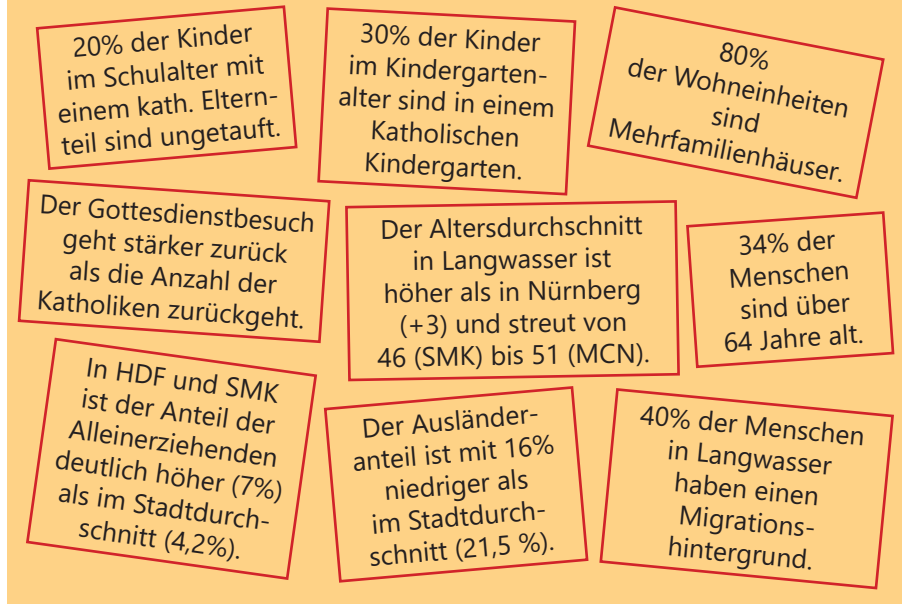 20% der Kinder
im Schulalter mit
einem kath. Eltern-
teil sind ungetauft.
30% der Kinder
im Kindergarten-
alter sind in einem
Katholischen
Kindergarten.
80%
der Wohneinheiten
sind
Mehrfamilienhäuser.
Der Gottesdienstbesuch
geht stärker zurück
als die Anzahl der
Katholiken zurückgeht.
Der Altersdurchschnitt
in Langwasser ist
höher als in Nürnberg
(+3) und streut von
46 (SMK) bis 51 (MCN).
34% der
Menschen
sind über
64 Jahre alt.
In HDF und SMK
ist der Anteil der
Alleinerziehenden
deutlich höher (7%)
als im Stadtdurch-
schnitt (4,2%).
Der Ausländer-
anteil ist mit 16%
niedriger als
im Stadtdurch-
schnitt (21,5 %).
40% der Menschen
in Langwasser
haben einen
Migrations-
hintergrund.